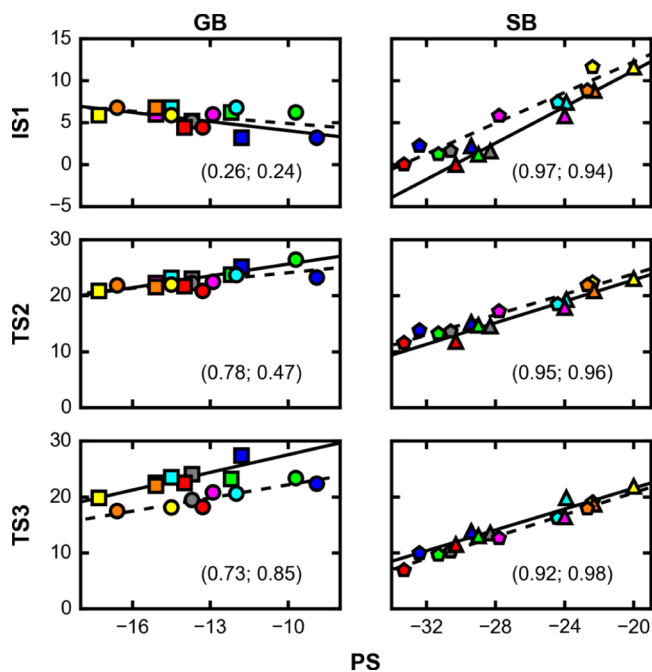 GB SB
15
10
5
0
−5
IS1
(0.26; 0.24) (0.97; 0.94)
30
20
10
0
TS2
(0.78; 0.47) (0.95; 0.96)
30
20
10
0
TS3
(0.73; 0.85) (0.92; 0.98)
−16 −13 −10 −32 −28 −24 −20
PS